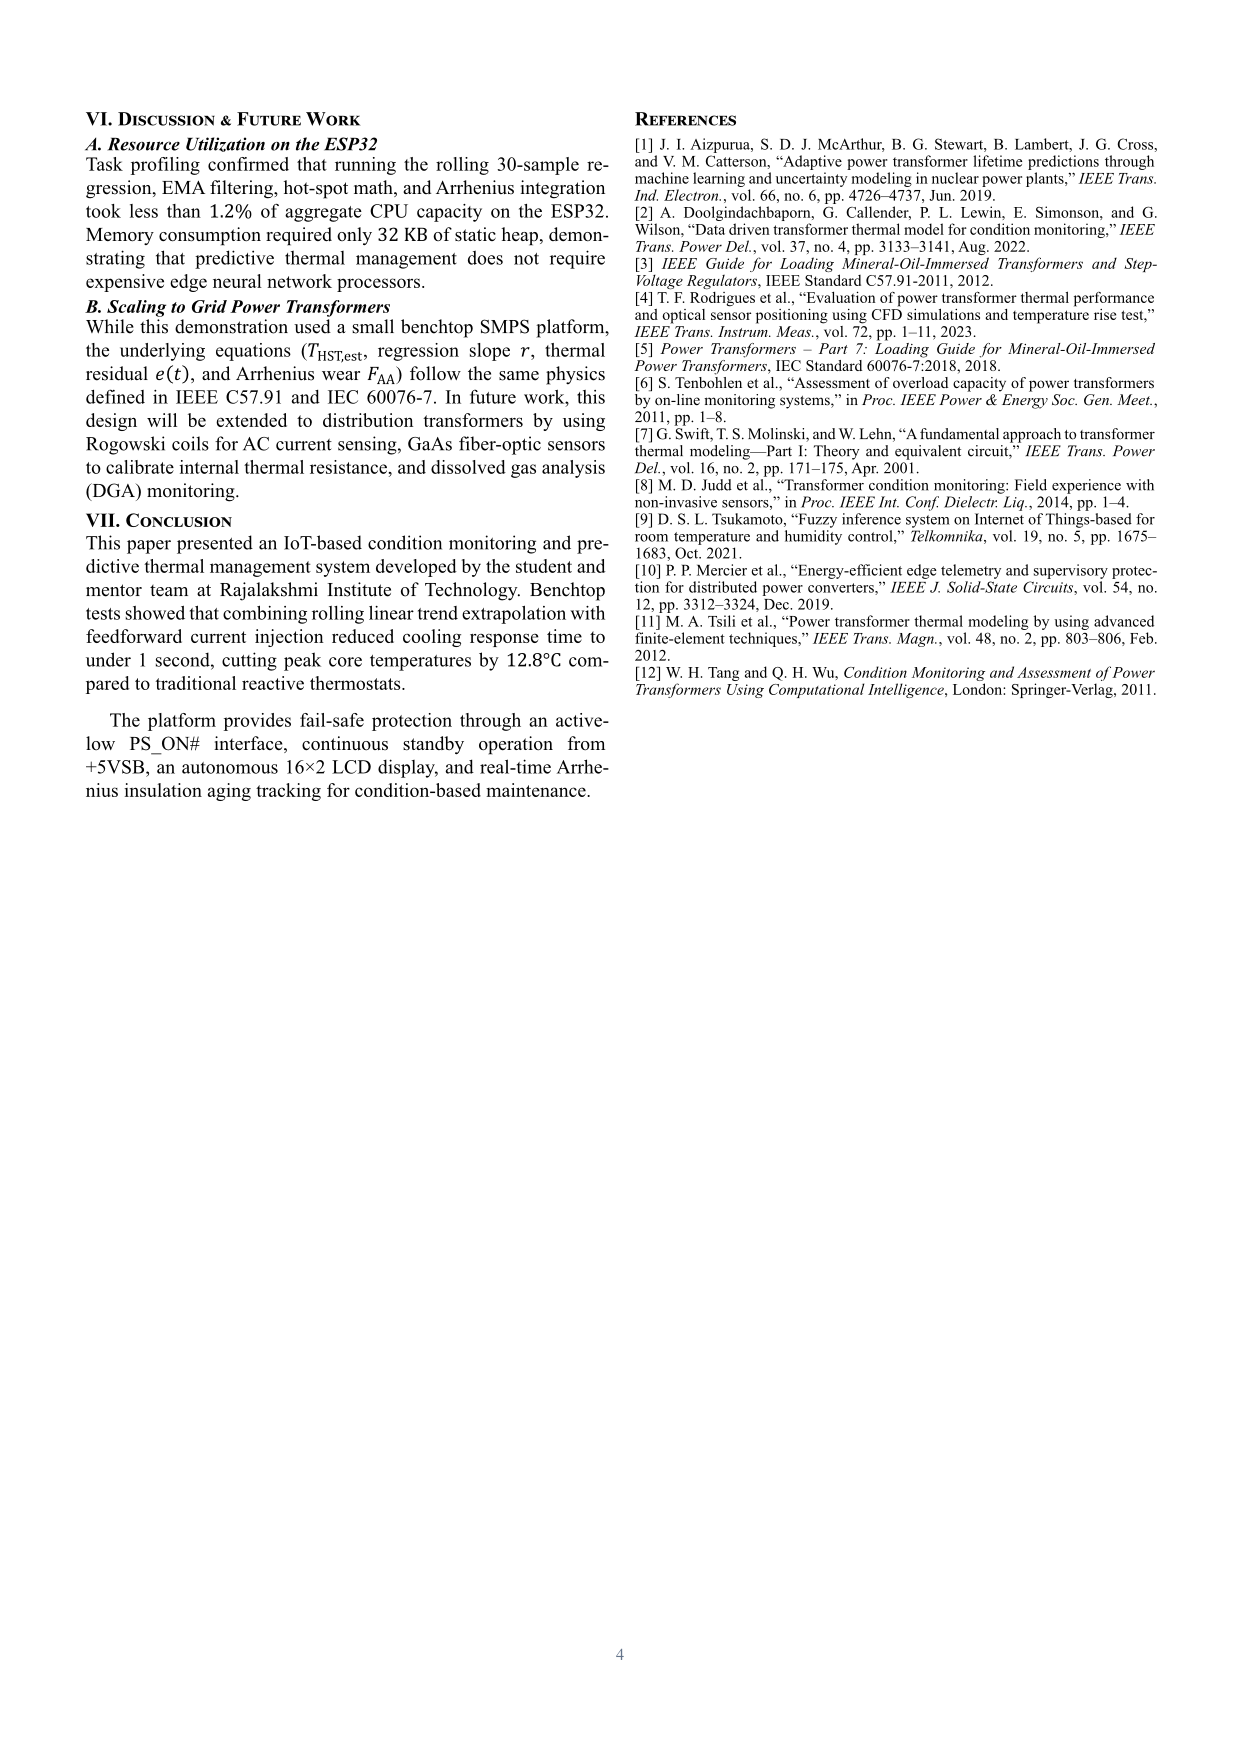 VI. DISCUSSION & FUTURE WORK
A. Resource Utilization on the ESP32
Task profiling confirmed that running the rolling 30-sample re-
gression, EMA filtering, hot-spot math, and Arrhenius integration
took less than 1.2% of aggregate CPU capacity on the ESP32.
Memory consumption required only 32 KB of static heap, demon-
strating that predictive thermal management does not require
expensive edge neural network processors.
B. Scaling to Grid Power Transformers
While this demonstration used a small benchtop SMPS platform,
the underlying equations (T_HST,est, regression slope r, thermal
residual e(t), and Arrhenius wear F_AA) follow the same physics
defined in IEEE C57.91 and IEC 60076-7. In future work, this
design will be extended to distribution transformers by using
Rogowski coils for AC current sensing, GaAs fiber-optic sensors
to calibrate internal thermal resistance, and dissolved gas analysis
(DGA) monitoring.
VII. CONCLUSION
This paper presented an IoT-based condition monitoring and pre-
dictive thermal management system developed by the student and
mentor team at Rajalakshmi Institute of Technology. Benchtop
tests showed that combining rolling linear trend extrapolation with
feedforward current injection reduced cooling response time to
under 1 second, cutting peak core temperatures by 12.8°C com-
pared to traditional reactive thermostats.
The platform provides fail-safe protection through an active-
low PS_ON# interface, continuous standby operation from
+5VSB, an autonomous 16×2 LCD display, and real-time Arrhe-
nius insulation aging tracking for condition-based maintenance.
REFERENCES
[1] J. I. Aizpurua, S. D. J. McArthur, B. G. Stewart, B. Lambert, J. G. Cross,
and V. M. Catterson, “Adaptive power transformer lifetime predictions through
machine learning and uncertainty modeling in nuclear power plants,” IEEE Trans.
Ind. Electron., vol. 66, no. 6, pp. 4726–4737, Jun. 2019.
[2] A. Doolgindachbaporn, G. Callender, P. L. Lewin, E. Simonson, and G.
Wilson, “Data driven transformer thermal model for condition monitoring,” IEEE
Trans. Power Del., vol. 37, no. 4, pp. 3133–3141, Aug. 2022.
[3] IEEE Guide for Loading Mineral-Oil-Immersed Transformers and Step-
Voltage Regulators, IEEE Standard C57.91-2011, 2012.
[4] T. F. Rodrigues et al., “Evaluation of power transformer thermal performance
and optical sensor positioning using CFD simulations and temperature rise test,”
IEEE Trans. Instrum. Meas., vol. 72, pp. 1–11, 2023.
[5] Power Transformers – Part 7: Loading Guide for Mineral-Oil-Immersed
Power Transformers, IEC Standard 60076-7:2018, 2018.
[6] S. Tenbohlen et al., “Assessment of overload capacity of power transformers
by on-line monitoring systems,” in Proc. IEEE Power & Energy Soc. Gen. Meet.,
2011, pp. 1–8.
[7] G. Swift, T. S. Molinski, and W. Lehn, “A fundamental approach to transformer
thermal modeling—Part I: Theory and equivalent circuit,” IEEE Trans. Power
Del., vol. 16, no. 2, pp. 171–175, Apr. 2001.
[8] M. D. Judd et al., “Transformer condition monitoring: Field experience with
non-invasive sensors,” in Proc. IEEE Int. Conf. Dielectr. Liq., 2014, pp. 1–4.
[9] D. S. L. Tsukamoto, “Fuzzy inference system on Internet of Things-based for
room temperature and humidity control,” Telkomnika, vol. 19, no. 5, pp. 1675–
1683, Oct. 2021.
[10] P. P. Mercier et al., “Energy-efficient edge telemetry and supervisory protec-
tion for distributed power converters,” IEEE J. Solid-State Circuits, vol. 54, no.
12, pp. 3312–3324, Dec. 2019.
[11] M. A. Tsili et al., “Power transformer thermal modeling by using advanced
finite-element techniques,” IEEE Trans. Magn., vol. 48, no. 2, pp. 803–806, Feb.
2012.
[12] W. H. Tang and Q. H. Wu, Condition Monitoring and Assessment of Power
Transformers Using Computational Intelligence, London: Springer-Verlag, 2011.
4